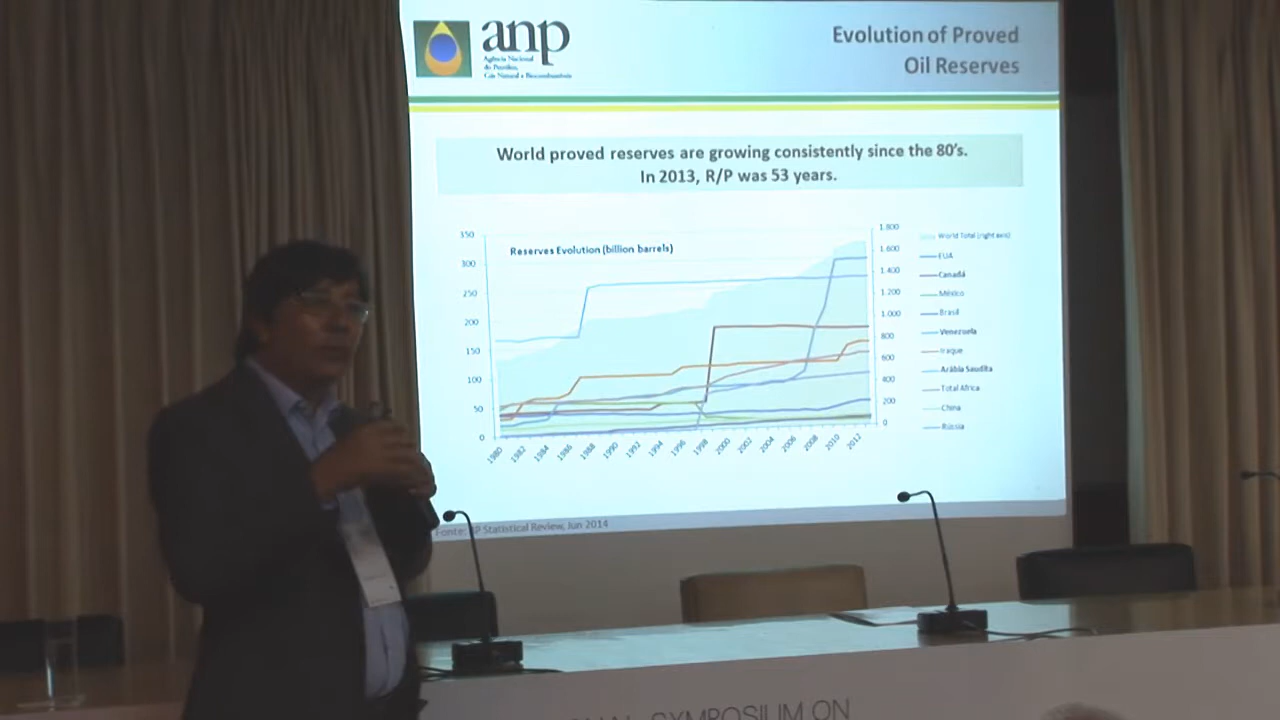 anp
Agência Nacional
do Petróleo,
Gás Natural e Biocombustíveis
Evolution of Proved
Oil Reserves
World proved reserves are growing consistently since the 80's.
In 2013, R/P was 53 years.
Reserves Evolution (billion barrels)
350
300
250
200
150
100
50
0
1.800
1.600
1.400
1.200
1.000
800
600
400
200
0
1980
1982
1984
1986
1988
1990
1992
1994
1996
1998
2000
2002
2004
2006
2008
2010
2012
World Total (right axis)
EUA
Canadá
México
Brasil
Venezuela
Iraque
Arábia Saudita
Total Africa
China
Rússia
Fonte: BP Statistical Review, Jun 2014
SYMPOSIUM ON